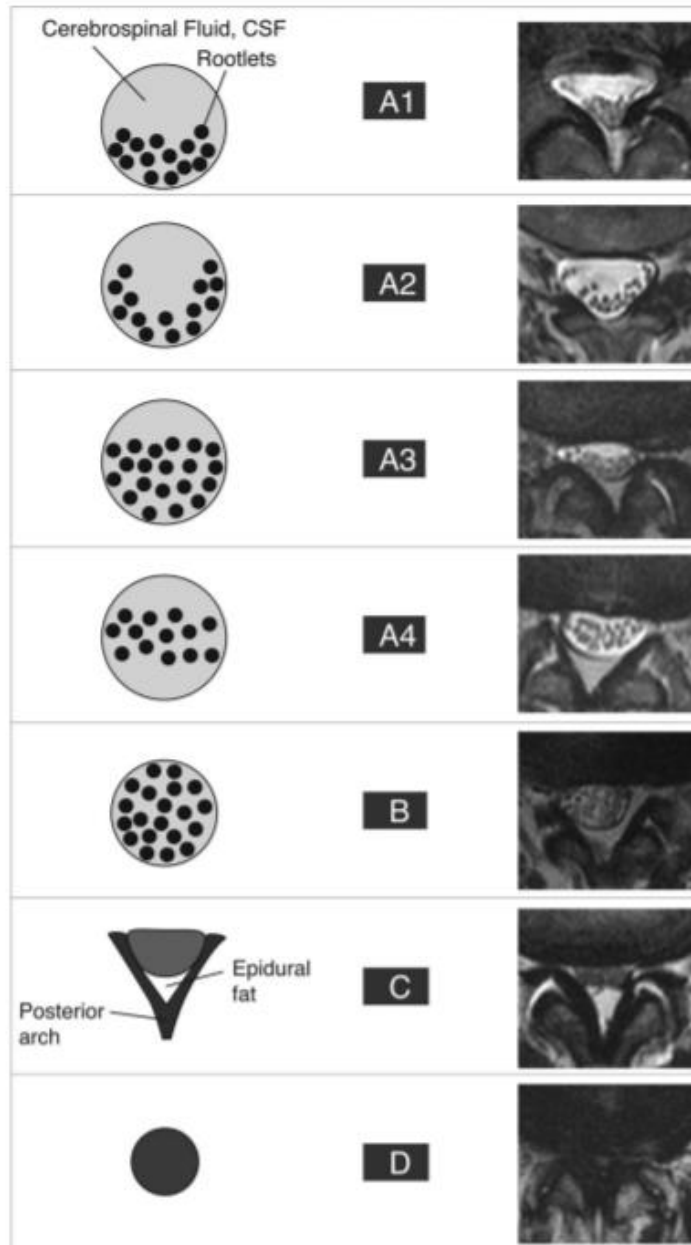 Cerebrospinal Fluid, CSF
Rootlets
A1
A2
A3
A4
B
Epidural
fat
C
Posterior
arch
D